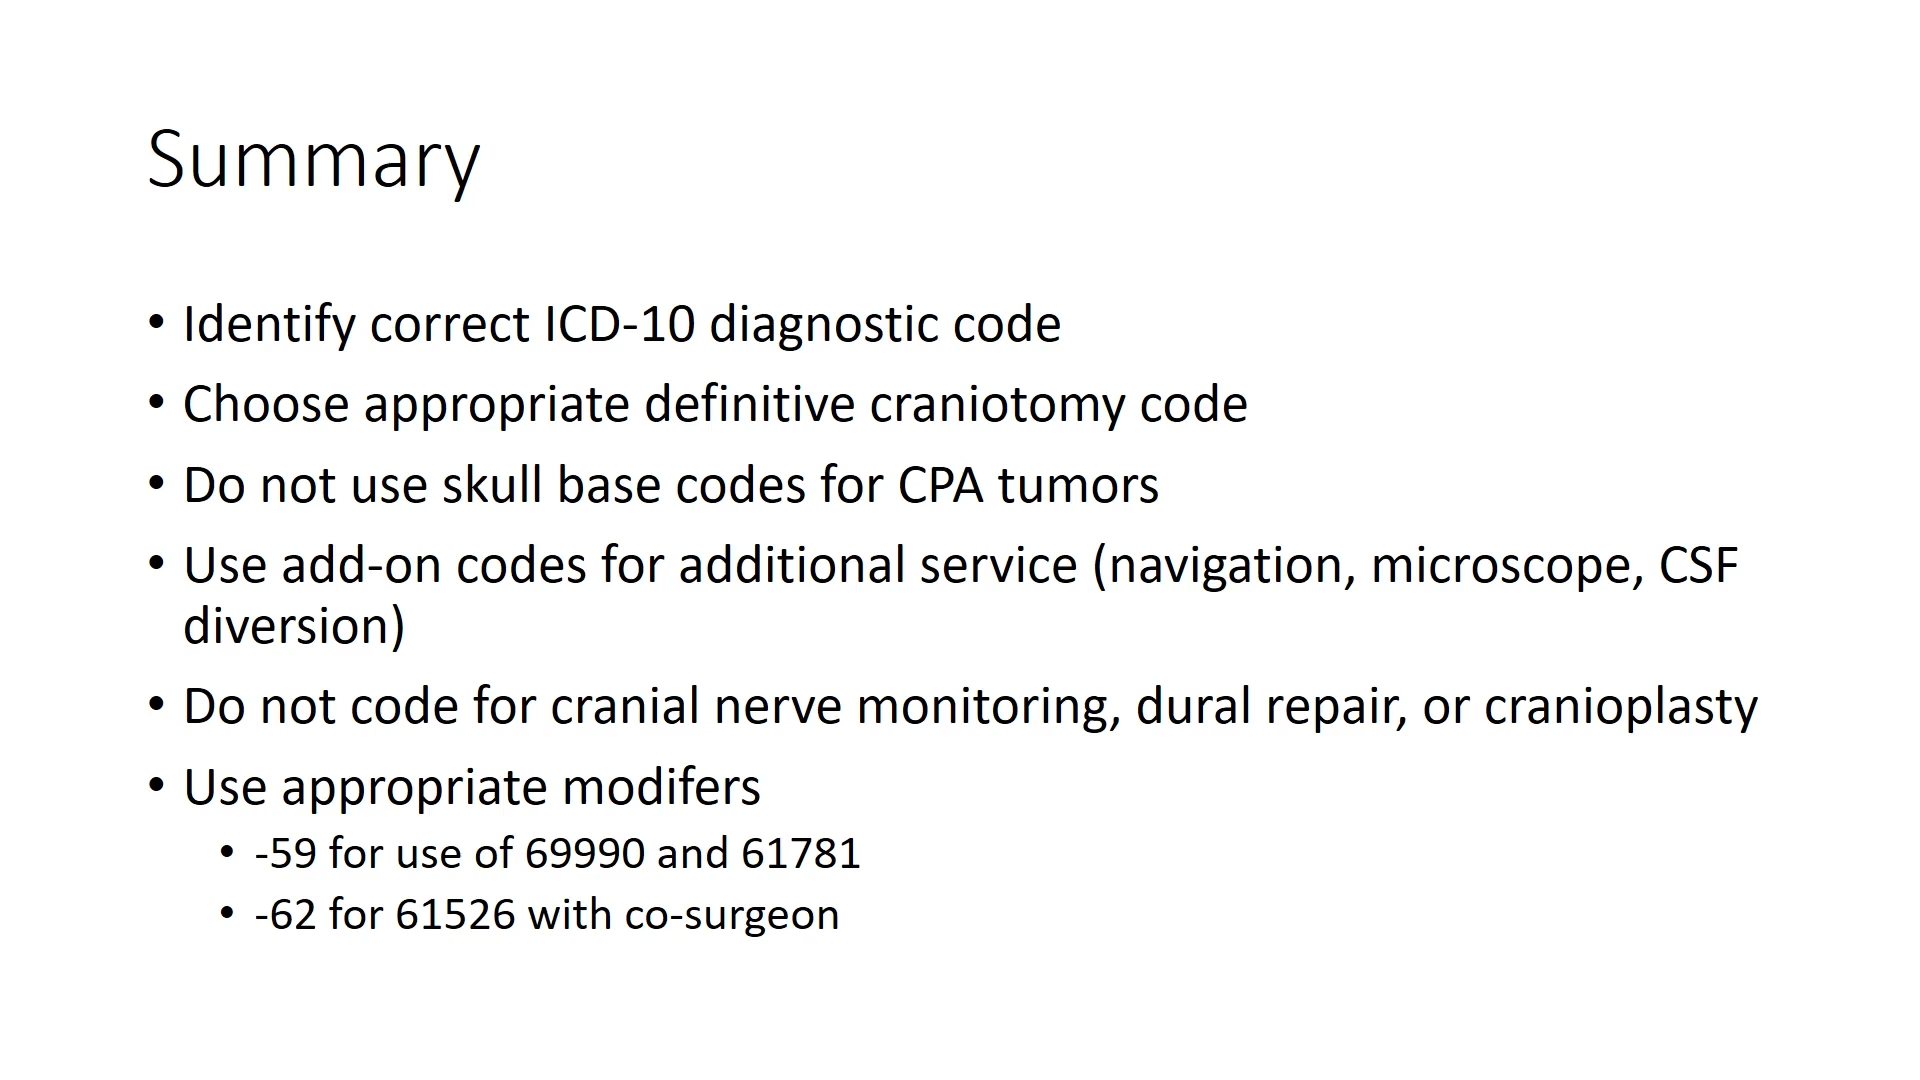 Summary
• Identify correct ICD-10 diagnostic code
• Choose appropriate definitive craniotomy code
• Do not use skull base codes for CPA tumors
• Use add-on codes for additional service (navigation, microscope, CSF
diversion)
• Do not code for cranial nerve monitoring, dural repair, or cranioplasty
• Use appropriate modifers
• -59 for use of 69990 and 61781
• -62 for 61526 with co-surgeon